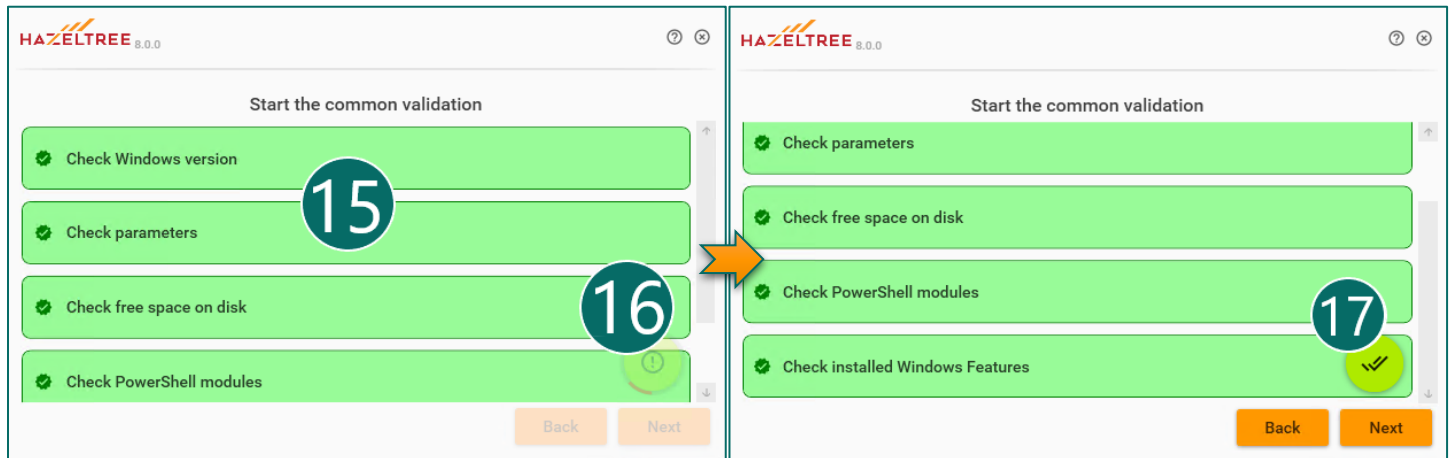 HAZELTREE 8.0.0
Start the common validation
Check Windows version
15
Check parameters
Check free space on disk
16
Check PowerShell modules
Back Next
HAZELTREE 8.0.0
Start the common validation
Check parameters
Check free space on disk
Check PowerShell modules
17
Check installed Windows Features
Back Next